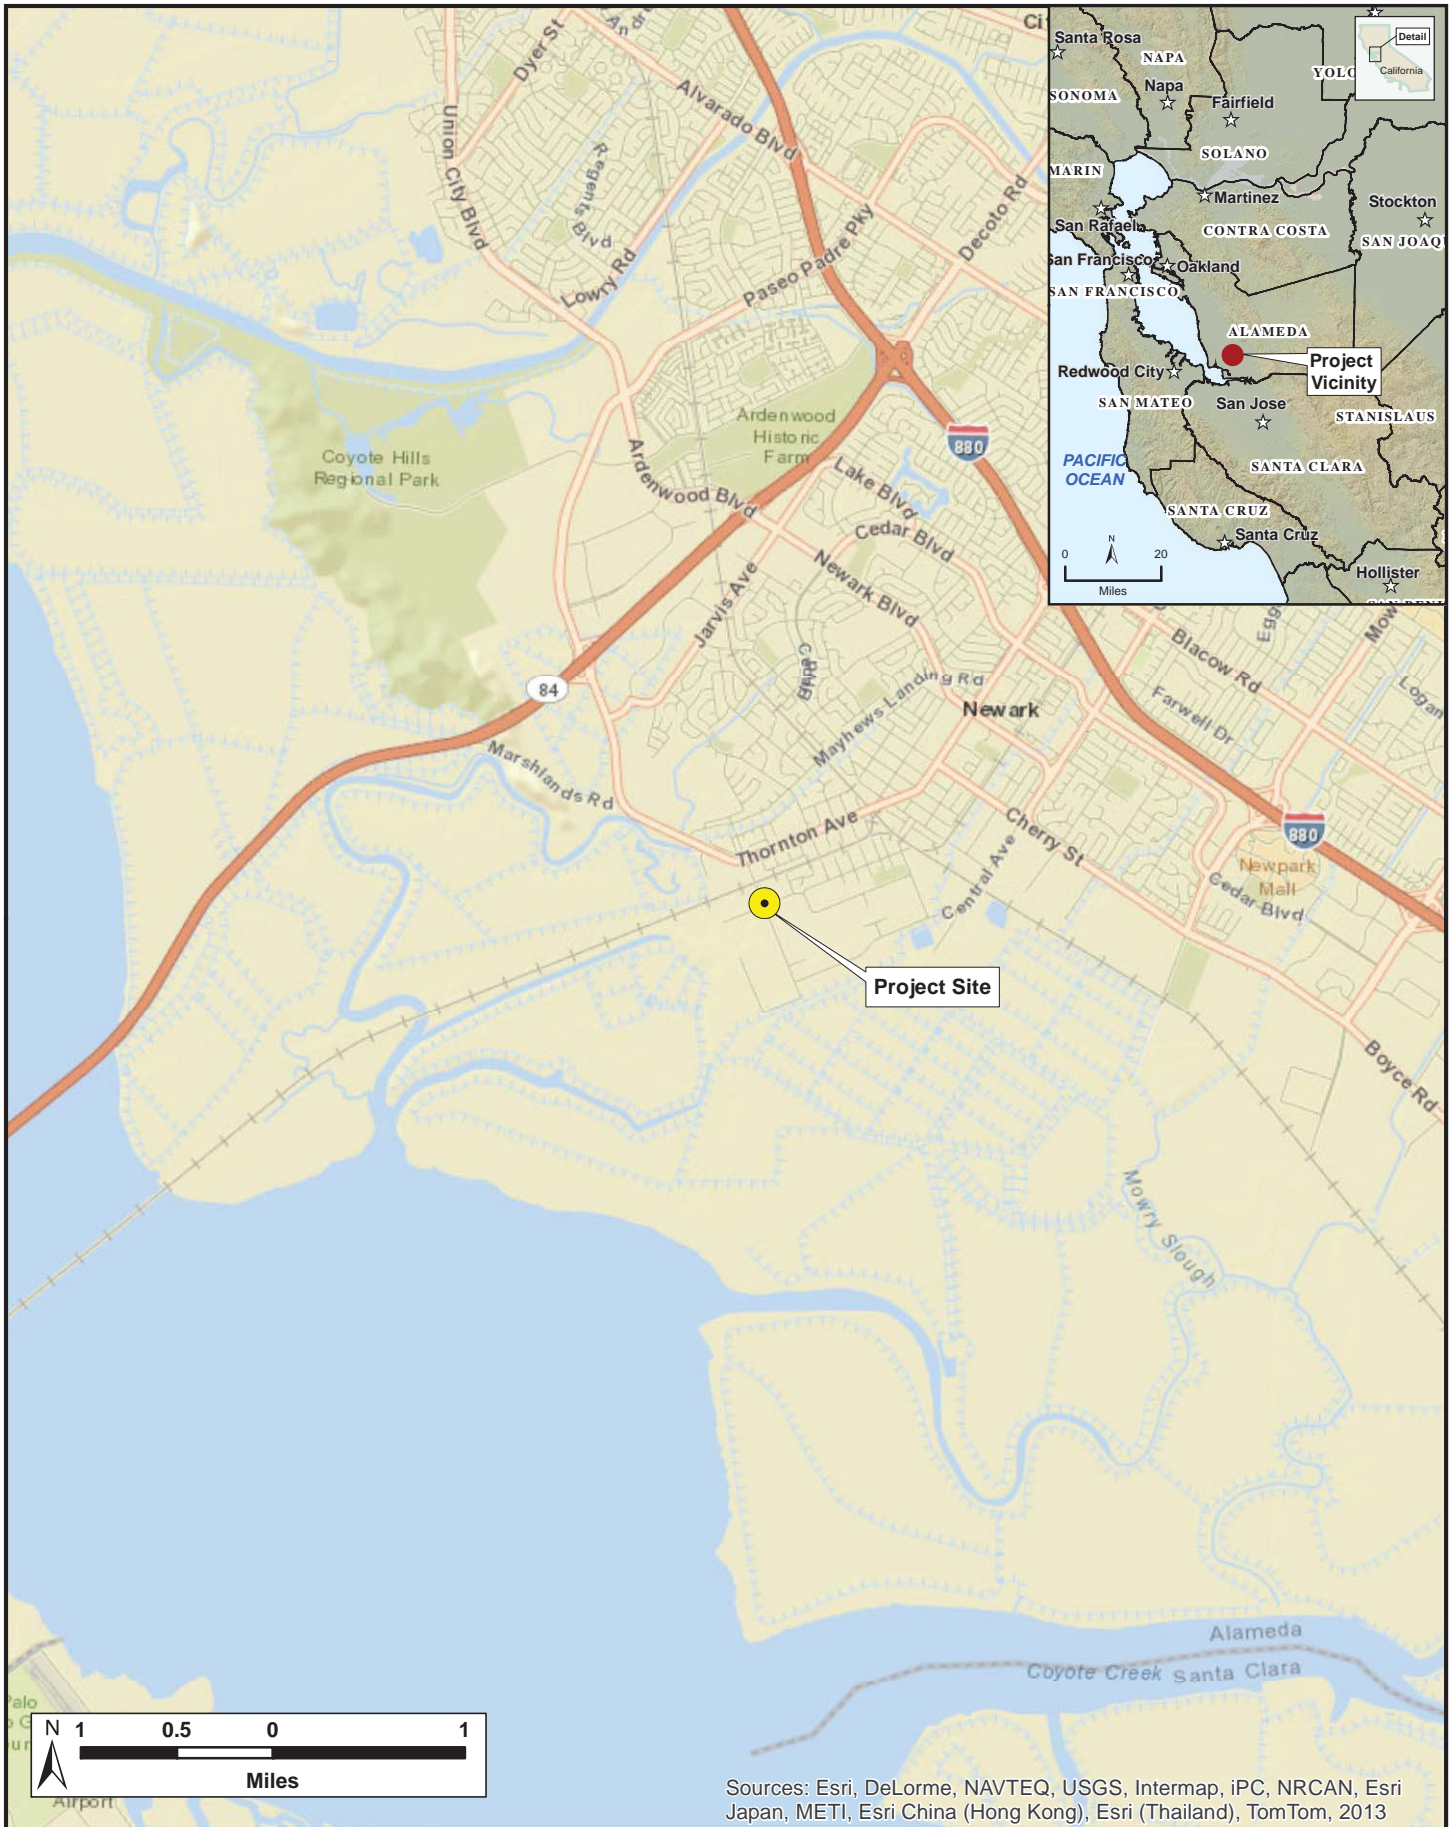 Dyer St
Union City Blvd
Alvarado Blvd
Regents
Blvd
Lowry Rd
Paseo Padre Pky
Decoto Rd
Ardenwood
Historic
Farm
880
Coyote Hills
Regional Park
Ardenwood Blvd
Lake Blvd
Cedar Blvd
Newark Blvd
Jarvis Ave
Cedar
Blvd
84
Mayhews Landing Rd
Newark
Blacow Rd
Farwell Dr
Logan
Marshlands Rd
Thornton Ave
Cherry St
Central Ave
880
Newpark
Mall
Cedar Blvd
Project Site
Boyce Rd
Mowry Slough
Alameda
Coyote Creek
Santa Clara
Palo
Airport
N
1
0.5
0
1
Miles
Sources: Esri, DeLorme, NAVTEQ, USGS, Intermap, iPC, NRCAN, Esri
Japan, METI, Esri China (Hong Kong), Esri (Thailand), TomTom, 2013
Santa Rosa
NAPA
Detail
California
YOLO
SONOMA
Napa
Fairfield
SOLANO
MARIN
Martinez
Stockton
San Rafael
CONTRA COSTA
SAN JOAQ
San Francisco
Oakland
SAN FRANCISCO
ALAMEDA
Project
Vicinity
Redwood City
SAN MATEO
San Jose
STANISLAUS
PACIFIC
OCEAN
SANTA CLARA
SANTA CRUZ
Santa Cruz
N
0
20
Miles
Hollister